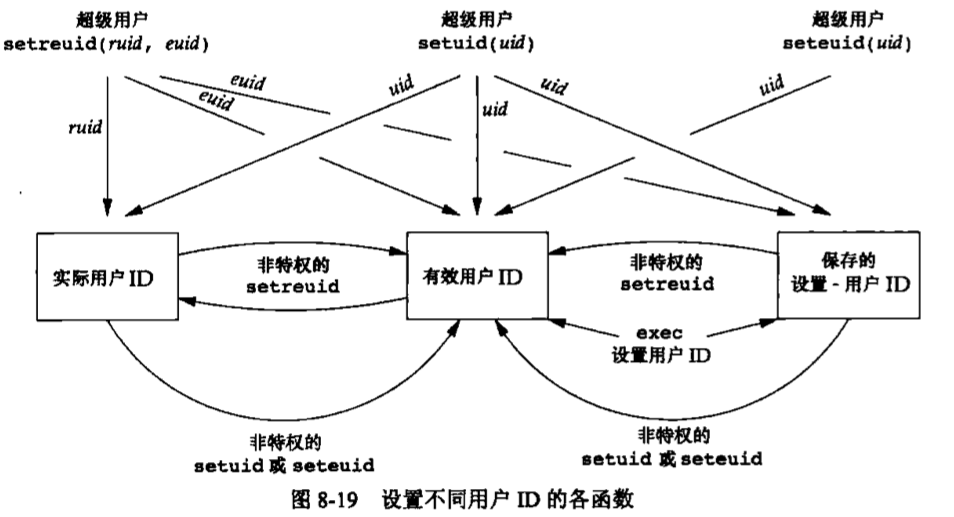 超级用户
setreuid(ruid, euid)
超级用户
setuid(uid)
超级用户
seteuid(uid)
ruid
euid
euid
uid
uid
uid
uid
实际用户 ID
非特权的
setreuid
有效用户 ID
非特权的
setreuid
保存的
设置 - 用户 ID
exec
设置用户 ID
非特权的
setuid 或 seteuid
非特权的
setuid 或 seteuid
图 8-19 设置不同用户 ID 的各函数